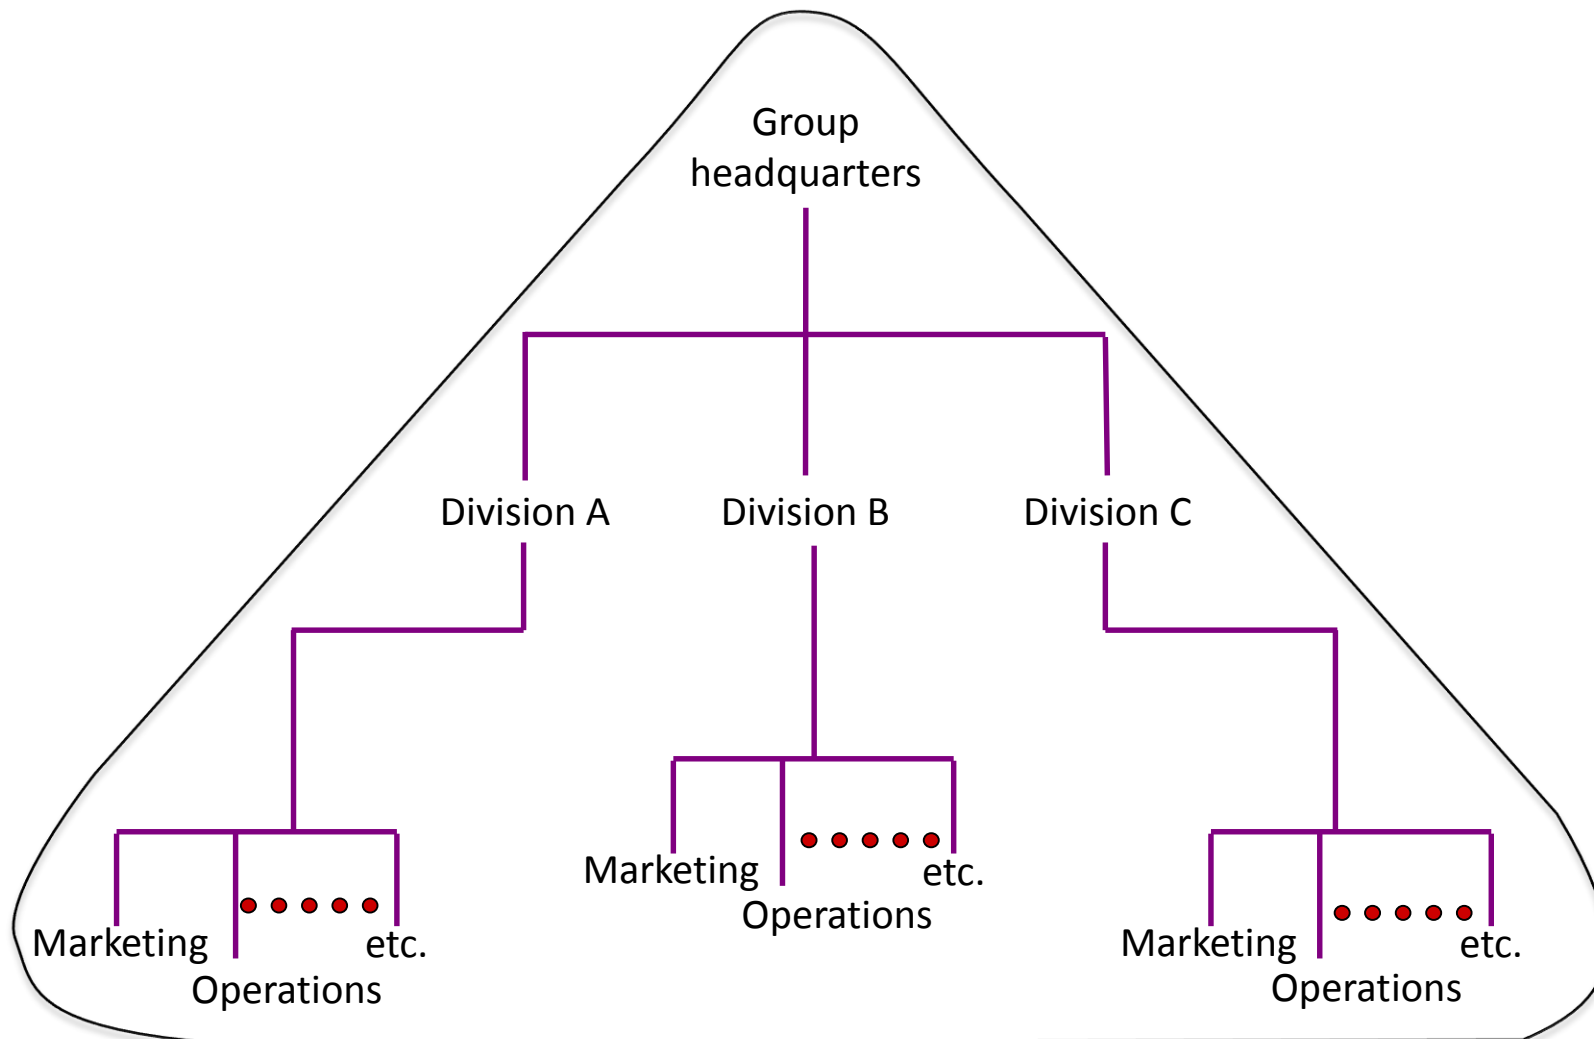 Group
headquarters
Division A
Division B
Division C
Marketing
etc.
Operations
Marketing
etc.
Operations
Marketing
etc.
Operations